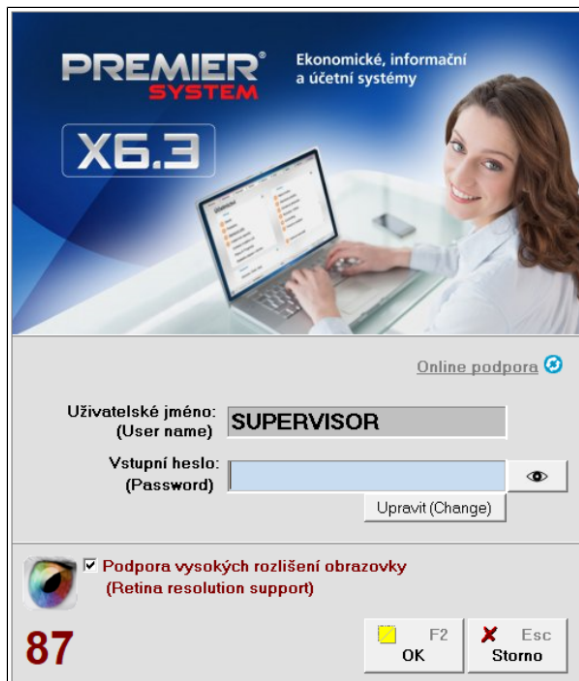 PREMIER®
SYSTEM
Ekonomické, informační
a účetní systémy
X6.3
Online podpora
Uživatelské jméno:
(User name)
SUPERVISOR
Vstupní heslo:
(Password)
Upravit (Change)
Podpora vysokých rozlišení obrazovky
(Retina resolution support)
87
F2
OK
Esc
Storno